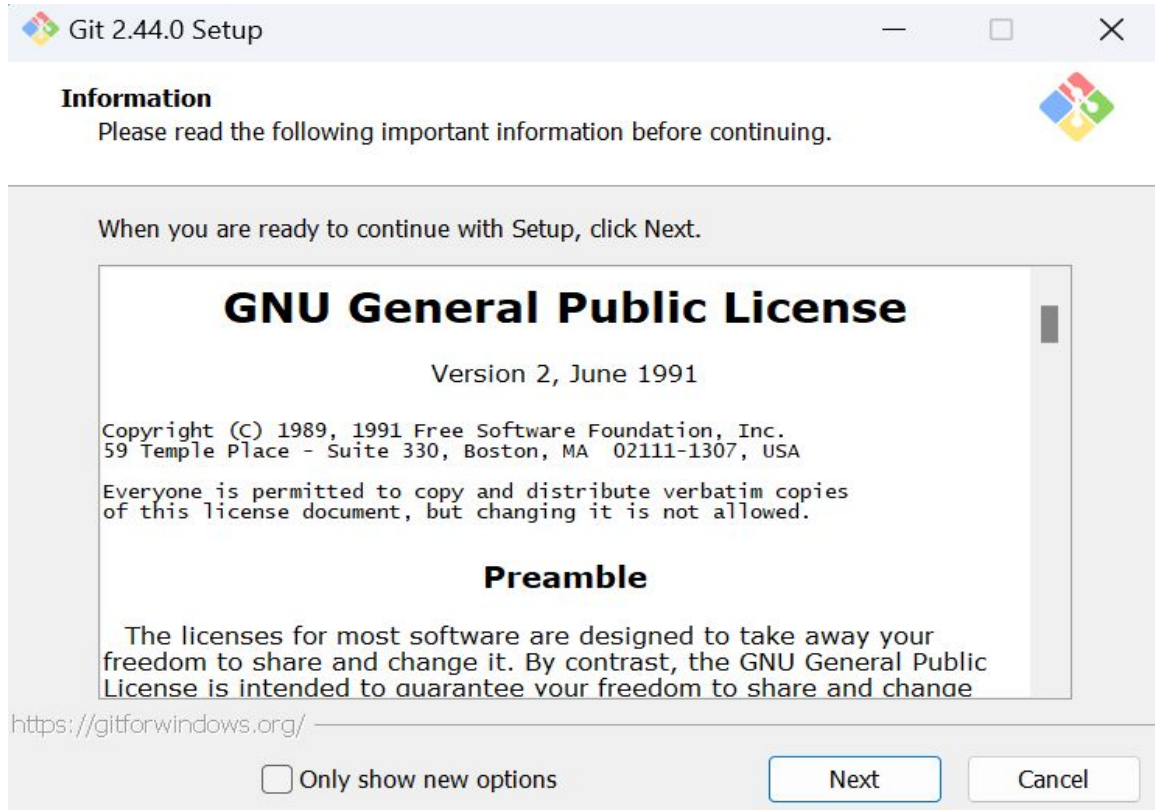 Git 2.44.0 Setup
Information
Please read the following important information before continuing.
When you are ready to continue with Setup, click Next.
GNU General Public License
Version 2, June 1991
Copyright (C) 1989, 1991 Free Software Foundation, Inc.
59 Temple Place - Suite 330, Boston, MA  02111-1307, USA
Everyone is permitted to copy and distribute verbatim copies
of this license document, but changing it is not allowed.
Preamble
The licenses for most software are designed to take away your
freedom to share and change it. By contrast, the GNU General Public
License is intended to guarantee your freedom to share and change
https://gitforwindows.org/
Only show new options
Next
Cancel